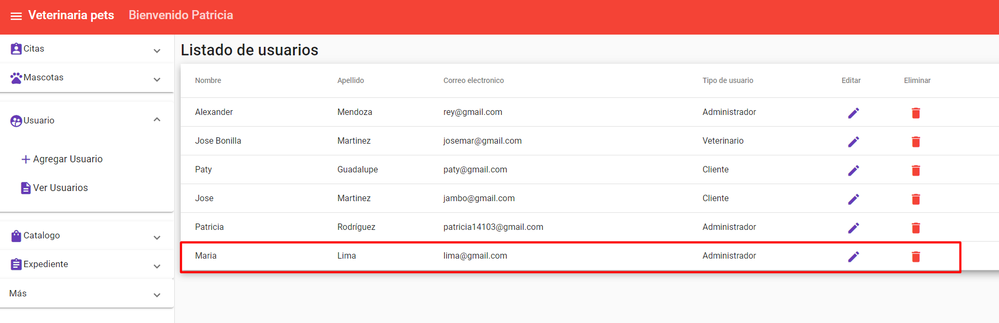 Veterinaria pets Bienvenido Patricia
Citas
Mascotas
Usuario
Agregar Usuario
Ver Usuarios
Catalogo
Expediente
Más
Listado de usuarios
Nombre Apellido Correo electronico Tipo de usuario Editar Eliminar
Alexander Mendoza rey@gmail.com Administrador
Jose Bonilla Martinez josemar@gmail.com Veterinario
Paty Guadalupe paty@gmail.com Cliente
Jose Martinez jambo@gmail.com Cliente
Patricia Rodríguez patricia14103@gmail.com Administrador
Maria Lima lima@gmail.com Administrador